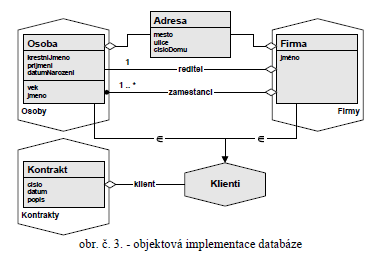 Adresa
mesto
ulice
cisloDomu
Osoba
krestniJmeno
prijmeni
datumNarozeni
vek
jmeno
Osoby
Firma
jméno
Firmy
1
reditel
1 .. *
zamestanci
∈
∈
Kontrakt
cislo
datum
popis
Kontrakty
klient
Klienti
obr. č. 3. - objektová implementace databáze